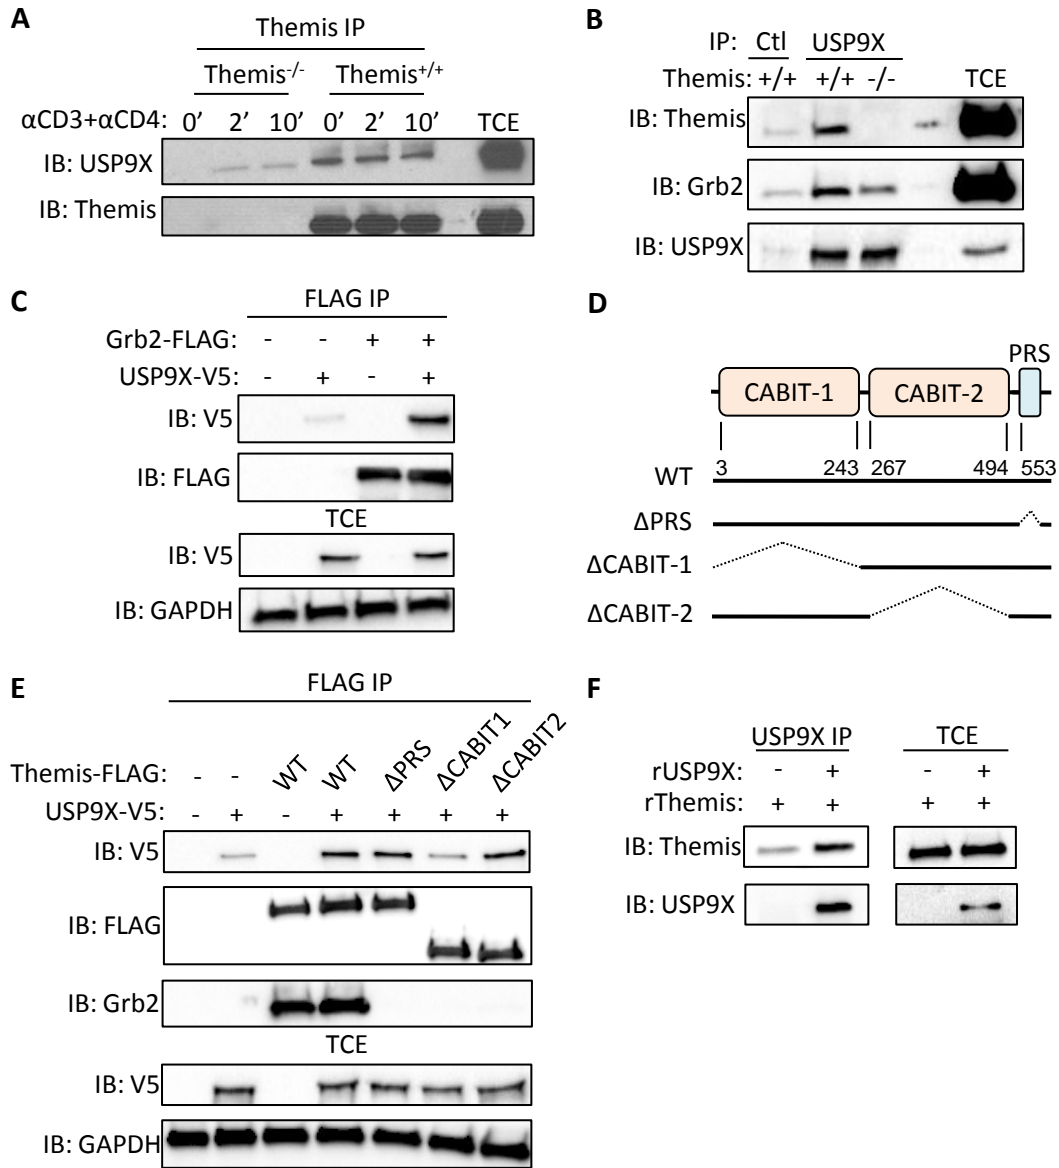 A
Themis IP
Themis-/- Themis+/+
αCD3+αCD4: 0’ 2’ 10’ 0’ 2’ 10’ TCE
IB: USP9X
IB: Themis
B
IP: Ctl USP9X
Themis: +/+ +/+ -/- TCE
IB: Themis
IB: Grb2
IB: USP9X
C
FLAG IP
Grb2-FLAG: - - + +
USP9X-V5: - + - +
IB: V5
IB: FLAG
TCE
IB: V5
IB: GAPDH
D
PRS
CABIT-1 CABIT-2
3 243 267 494 553
WT
ΔPRS
ΔCABIT-1
ΔCABIT-2
E
FLAG IP
Themis-FLAG: - - WT WT ΔPRS ΔCABIT1 ΔCABIT2
USP9X-V5: - + - + + + +
IB: V5
IB: FLAG
IB: Grb2
TCE
IB: V5
IB: GAPDH
F
USP9X IP TCE
rUSP9X: - + - +
rThemis: + + + +
IB: Themis
IB: USP9X